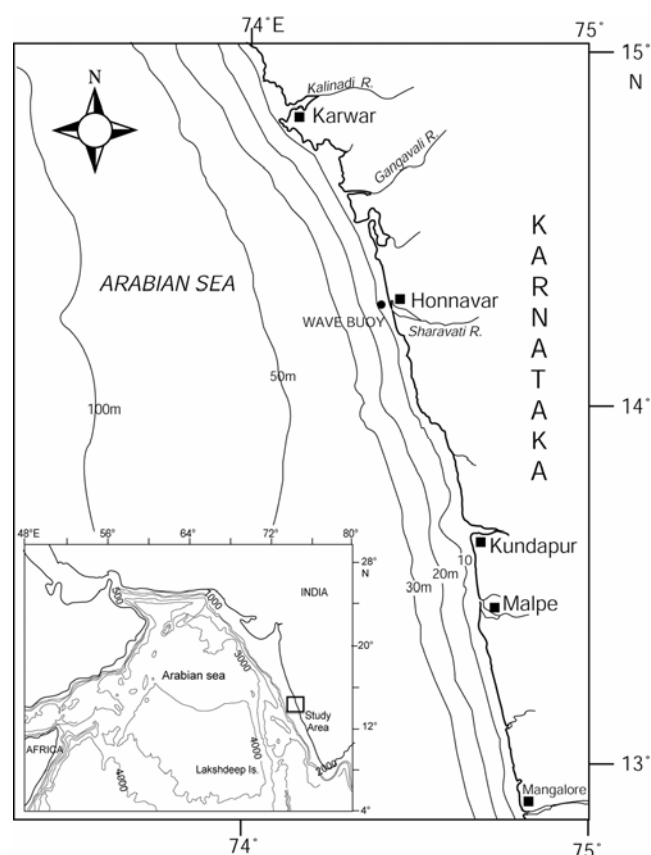 74°E
75°
15°
N
N
Kalinadi R.
Karwar
Gangavali R.
KARNATAKA
ARABIAN SEA
Honnavar
WAVE BUOY
Sharavati R.
50m
100m
14°
48°E
56°
64°
72°
80°
28°
N
500
1000
INDIA
20°
3000
Arabian sea
Study
Area
12°
AFRICA
4000
Lakshdeep Is.
4000
2000
4°
Kundapur
10
20m
30m
Malpe
13°
Mangalore
74°
75°